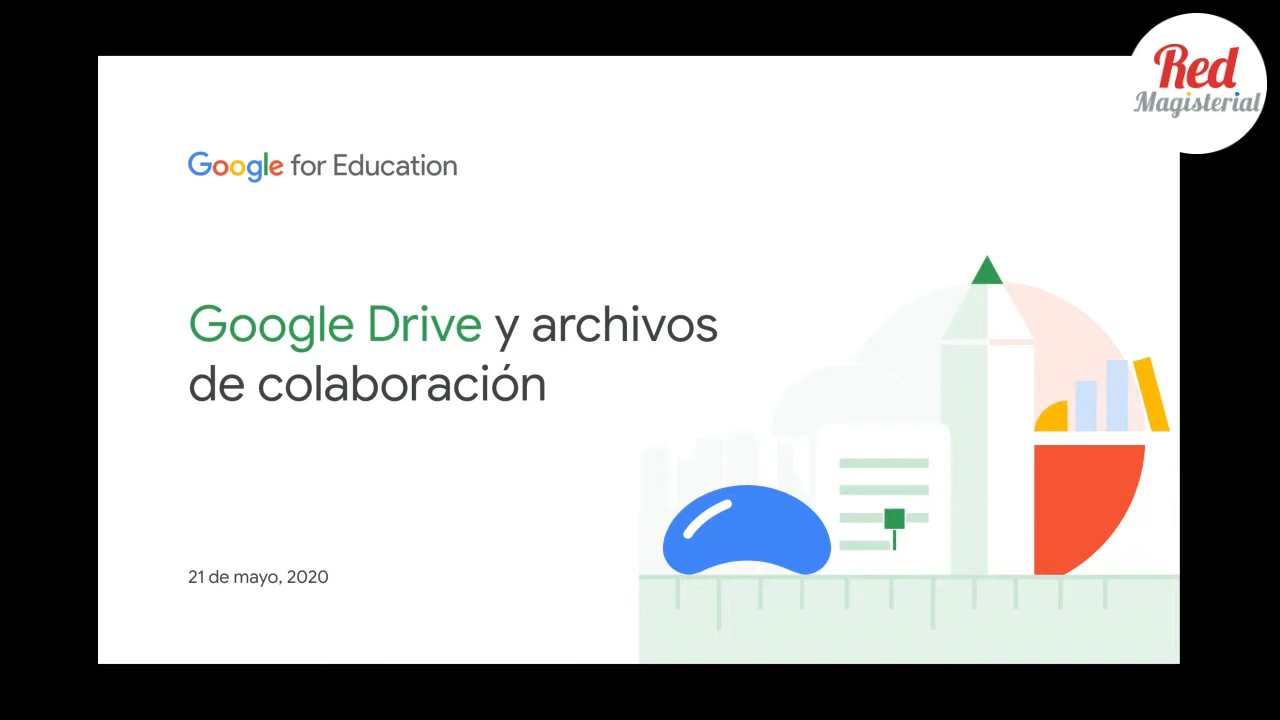 Red
Magisterial
Google for Education
Google Drive y archivos
de colaboración
21 de mayo, 2020